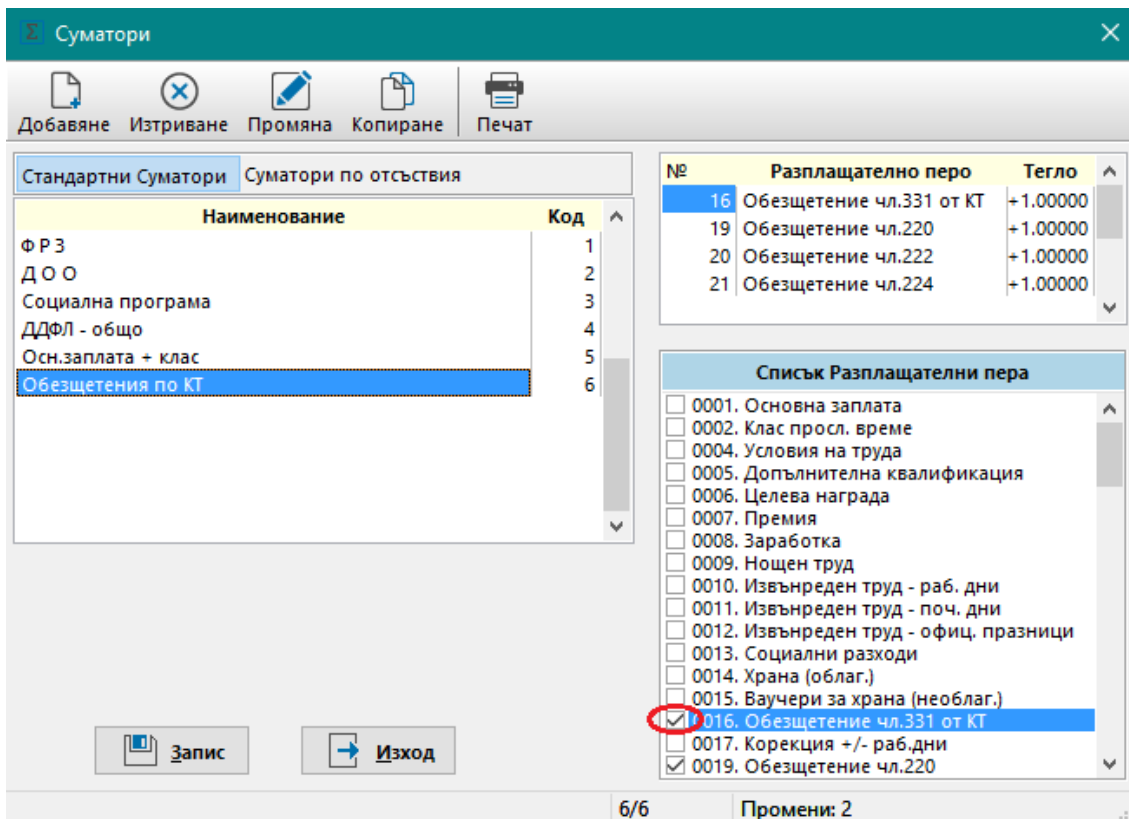 Суматори
Добавяне Изтриване Промяна Копиране Печат
Стандартни Суматори Суматори по отсъствия
Наименование Код
Ф Р З 1
Д О О 2
Социална програма 3
ДДФЛ - общо 4
Осн.заплата + клас 5
Обезщетения по КТ 6
№ Разплащателно перо Тегло
16 Обезщетение чл.331 от КТ +1.00000
19 Обезщетение чл.220 +1.00000
20 Обезщетение чл.222 +1.00000
21 Обезщетение чл.224 +1.00000
Списък Разплащателни пера
0001. Основна заплата
0002. Клас просл. време
0004. Условия на труда
0005. Допълнителна квалификация
0006. Целева награда
0007. Премия
0008. Заработка
0009. Нощен труд
0010. Извънреден труд - раб. дни
0011. Извънреден труд - поч. дни
0012. Извънреден труд - офиц. празници
0013. Социални разходи
0014. Храна (облаг.)
0015. Ваучери за храна (необлаг.)
0016. Обезщетение чл.331 от КТ
0017. Корекция +/- раб.дни
0019. Обезщетение чл.220
Запис Изход
6/6 Промени: 2